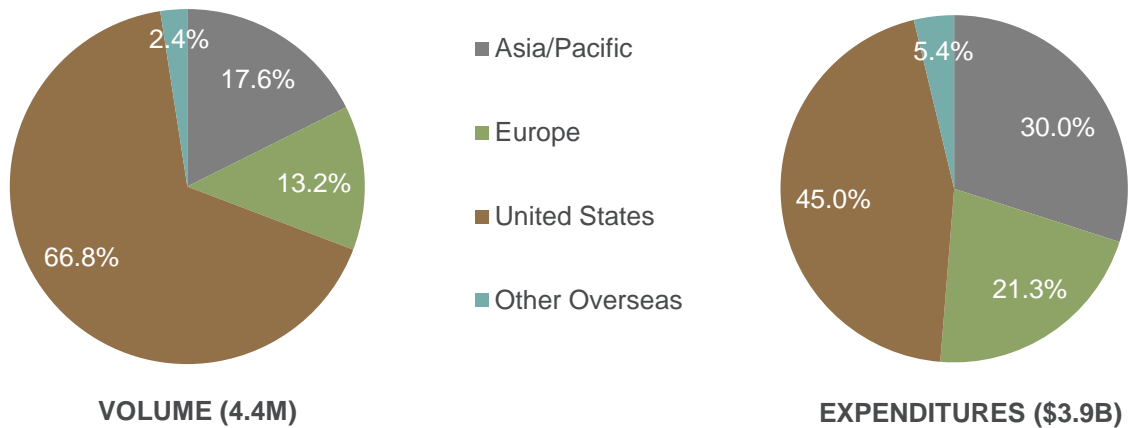 2.4%
17.6%
13.2%
66.8%
VOLUME (4.4M)
Asia/Pacific
Europe
United States
Other Overseas
5.4%
30.0%
45.0%
21.3%
EXPENDITURES ($3.9B)